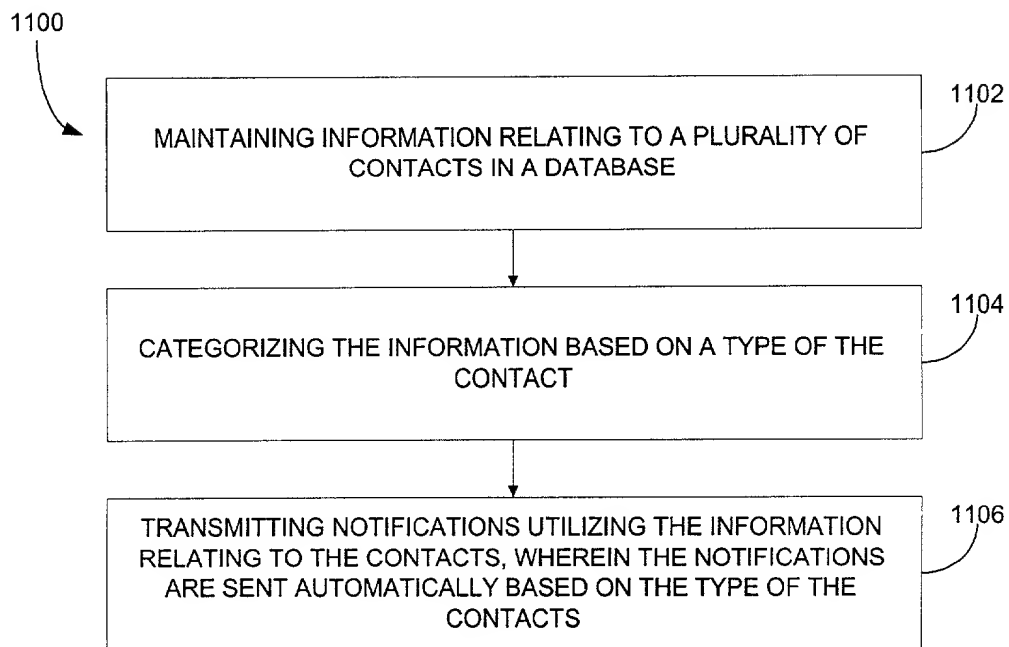 1100
1102
MAINTAINING INFORMATION RELATING TO A PLURALITY OF
CONTACTS IN A DATABASE
1104
CATEGORIZING THE INFORMATION BASED ON A TYPE OF THE
CONTACT
1106
TRANSMITTING NOTIFICATIONS UTILIZING THE INFORMATION
RELATING TO THE CONTACTS, WHEREIN THE NOTIFICATIONS
ARE SENT AUTOMATICALLY BASED ON THE TYPE OF THE
CONTACTS